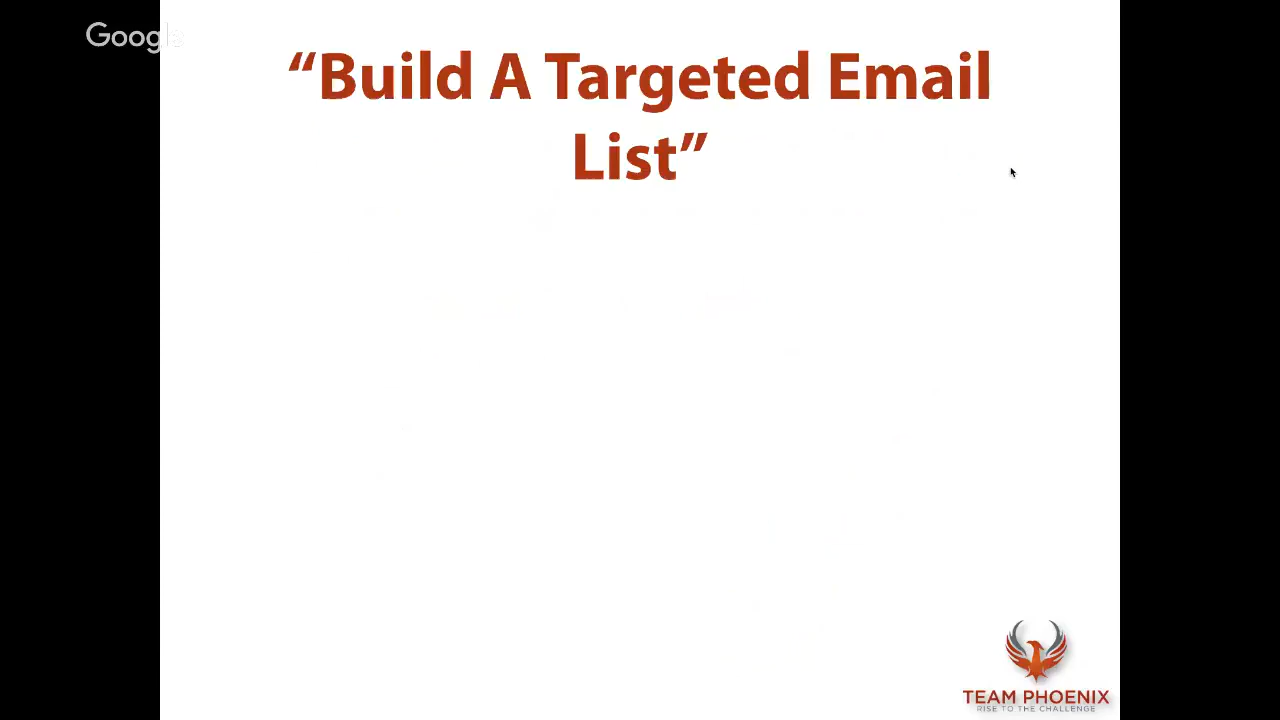 Google
“Build A Targeted Email
List”
TEAM PHOENIX
RISE TO THE CHALLENGE